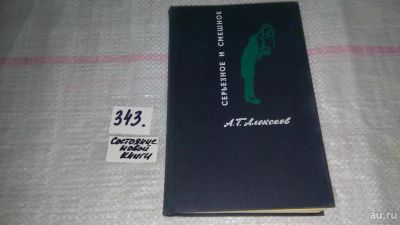 343.
Состояние
новой
книги
СЕРЬЕЗНОЕ И СМЕШНОЕ
А.Г.Алексеев
au.ru